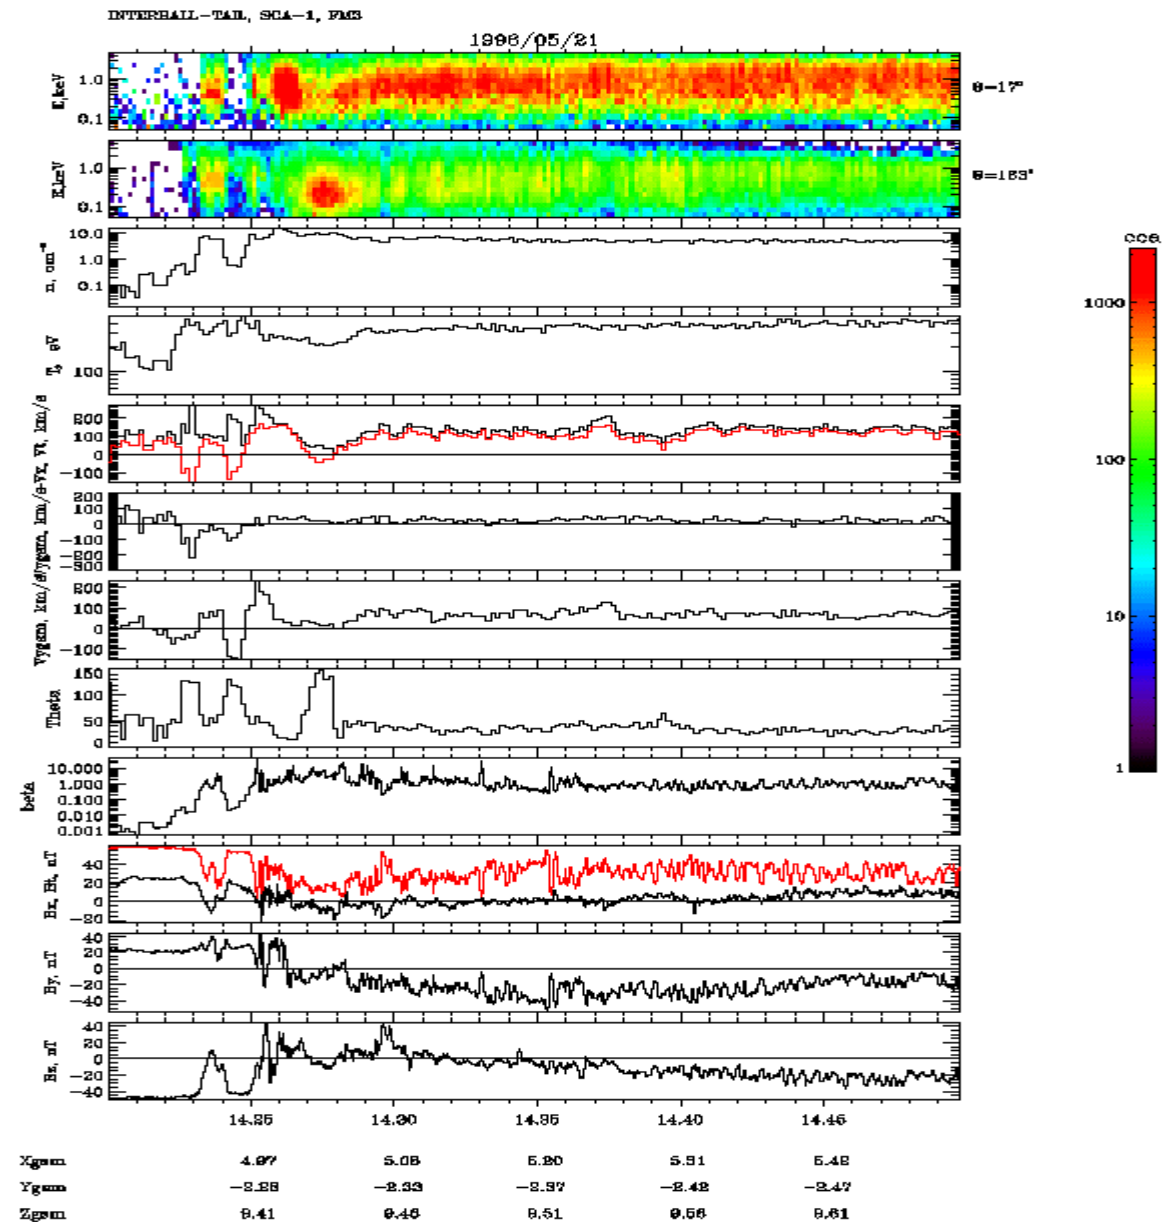 INTERBALL-TAIL, SCA-1, FM3
1996/05/21
E,keV 1.0 0.1 θ=17°
E,keV 1.0 0.1 θ=163°
n, cm⁻³ 10.0 1.0 0.1
T, eV 100
-Vx, Vt, km/s 200 100 0 -100
Vygsm, km/s 200 100 0 -100 -200 -300
Vygsm, km/s 200 100 0 -100
Theta 150 100 50 0
beta 10.000 1.000 0.100 0.010 0.001
Bx, Bt, nT 40 20 0 -20
By, nT 40 20 0 -20 -40
Bz, nT 40 20 0 -20 -40
14.25 14.30 14.35 14.40 14.45
Xgsm 4.97 5.08 5.20 5.31 5.42
Ygsm -2.28 -2.33 -2.37 -2.42 -2.47
Zgsm 9.41 9.46 9.51 9.56 9.61
1000
100
10
1